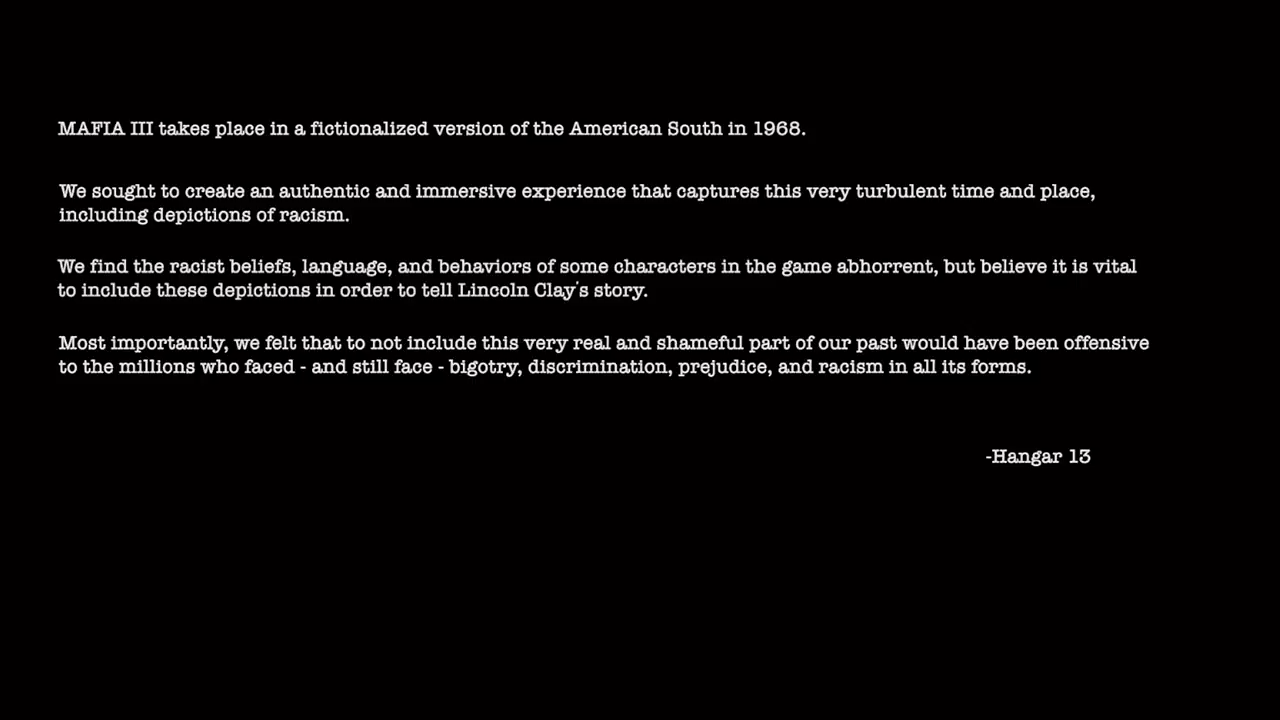 MAFIA III takes place in a fictionalized version of the American South in 1968.
We sought to create an authentic and immersive experience that captures this very turbulent time and place,
including depictions of racism.
We find the racist beliefs, language, and behaviors of some characters in the game abhorrent, but believe it is vital
to include these depictions in order to tell Lincoln Clay's story.
Most importantly, we felt that to not include this very real and shameful part of our past would have been offensive
to the millions who faced - and still face - bigotry, discrimination, prejudice, and racism in all its forms.
-Hangar 13